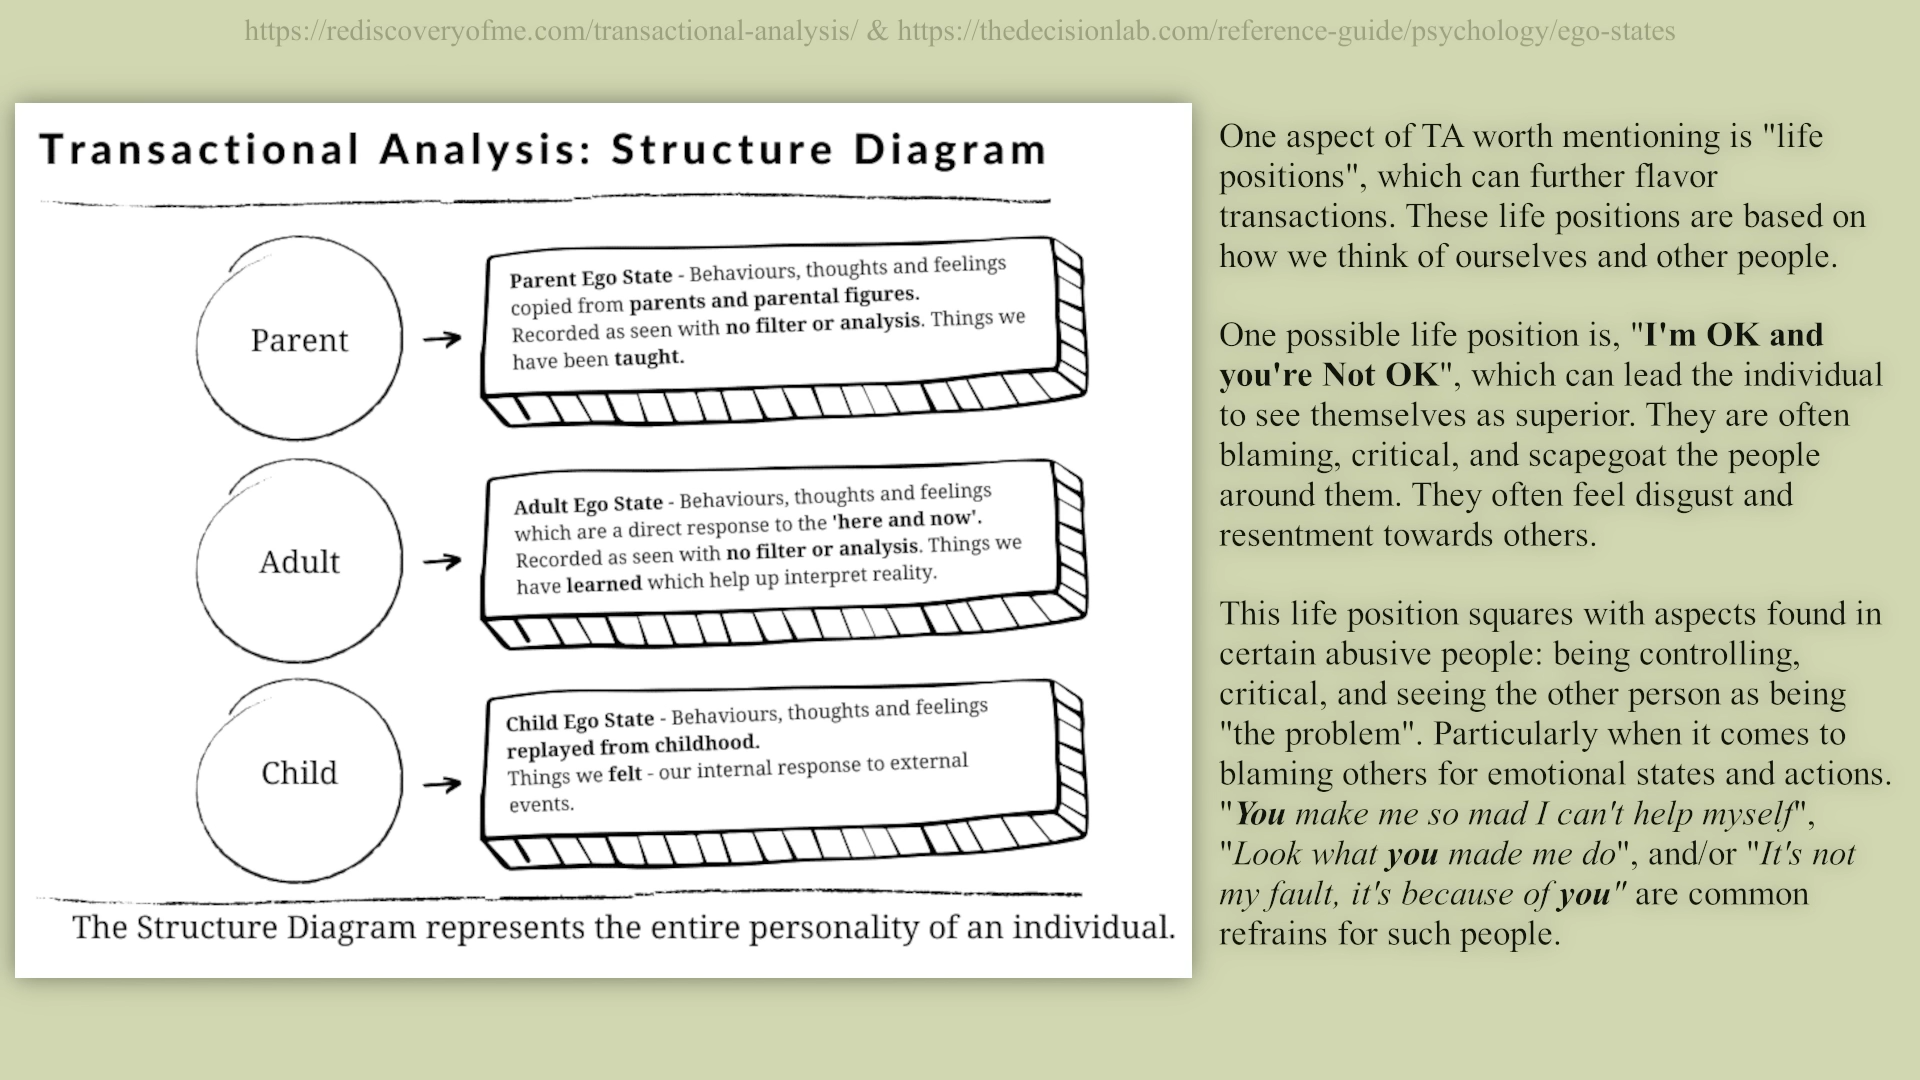 https://rediscoveryofme.com/transactional-analysis/ & https://thedecisionlab.com/reference-guide/psychology/ego-states
Transactional Analysis: Structure Diagram
Parent
Parent Ego State - Behaviours, thoughts and feelings
copied from parents and parental figures.
Recorded as seen with no filter or analysis. Things we
have been taught.
Adult
Adult Ego State - Behaviours, thoughts and feelings
which are a direct response to the 'here and now'.
Recorded as seen with no filter or analysis. Things we
have learned which help up interpret reality.
Child
Child Ego State - Behaviours, thoughts and feelings
replayed from childhood.
Things we felt - our internal response to external
events.
The Structure Diagram represents the entire personality of an individual.
One aspect of TA worth mentioning is "life
positions", which can further flavor
transactions. These life positions are based on
how we think of ourselves and other people.
One possible life position is, "I'm OK and
you're Not OK", which can lead the individual
to see themselves as superior. They are often
blaming, critical, and scapegoat the people
around them. They often feel disgust and
resentment towards others.
This life position squares with aspects found in
certain abusive people: being controlling,
critical, and seeing the other person as being
"the problem". Particularly when it comes to
blaming others for emotional states and actions.
"You make me so mad I can't help myself",
"Look what you made me do", and/or "It's not
my fault, it's because of you" are common
refrains for such people.